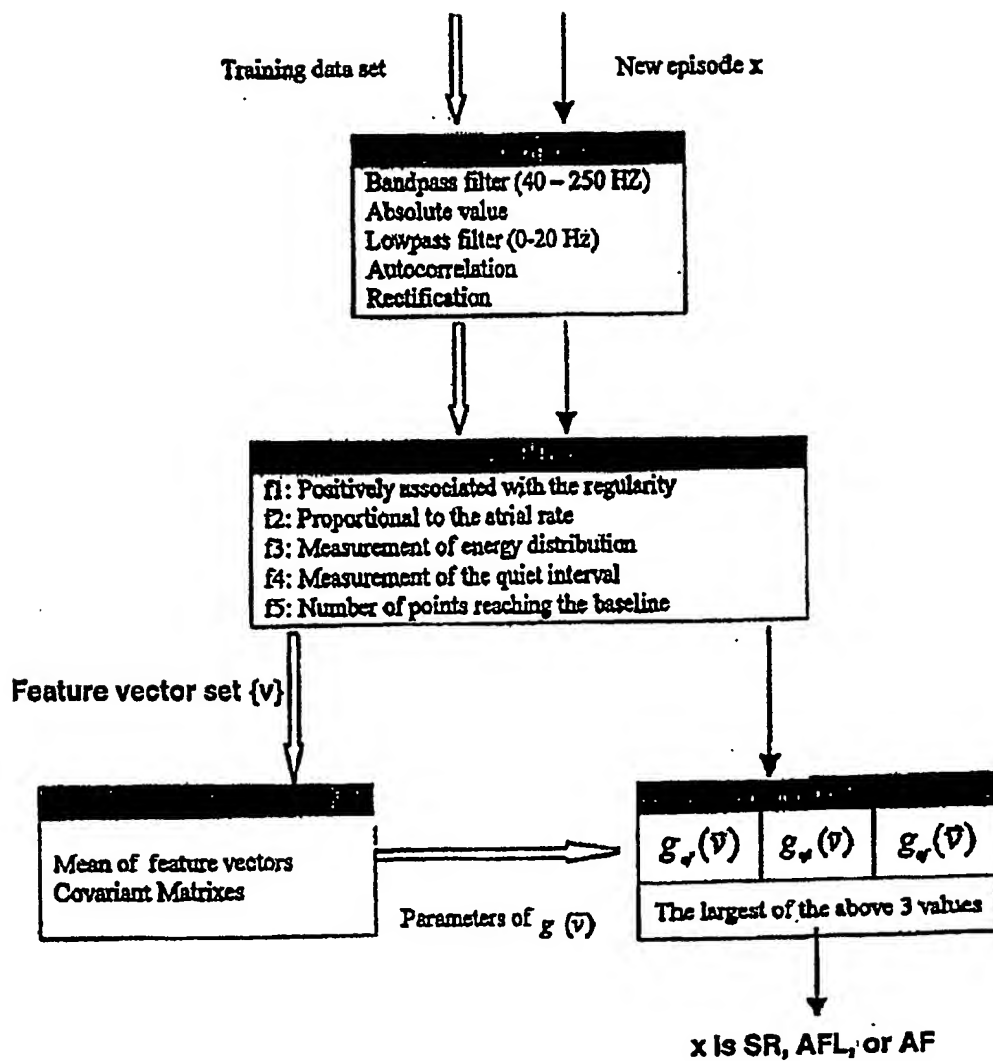 Training data set
New episode x
Bandpass filter (40 – 250 HZ)
Absolute value
Lowpass filter (0-20 Hz)
Autocorrelation
Rectification
f1: Positively associated with the regularity
f2: Proportional to the atrial rate
f3: Measurement of energy distribution
f4: Measurement of the quiet interval
f5: Number of points reaching the baseline
Feature vector set {v}
Mean of feature vectors
Covariant Matrixes
Parameters of g (v̄)
The largest of the above 3 values
x is SR, AFL, or AF